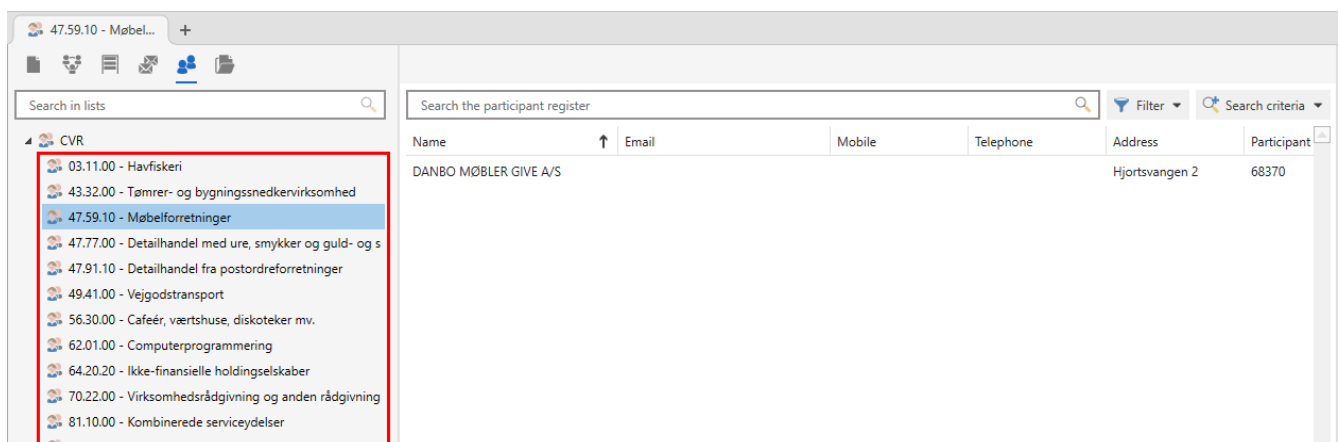 47.59.10 - Møbel... +
Search in lists
Search the participant register
Filter
Search criteria
CVR
Name Email Mobile Telephone Address Participant
03.11.00 - Havfiskeri
DANBO MØBLER GIVE A/S Hjortsvangen 2 68370
43.32.00 - Tømrer- og bygningssnedkervirksomhed
47.59.10 - Møbelforretninger
47.77.00 - Detailhandel med ure, smykker og guld- og s
47.91.10 - Detailhandel fra postordreforretninger
49.41.00 - Vejgodstransport
56.30.00 - Cafeér, værtshuse, diskoteker mv.
62.01.00 - Computerprogrammering
64.20.20 - Ikke-finansielle holdingselskaber
70.22.00 - Virksomhedsrådgivning og anden rådgivning
81.10.00 - Kombinerede serviceydelser